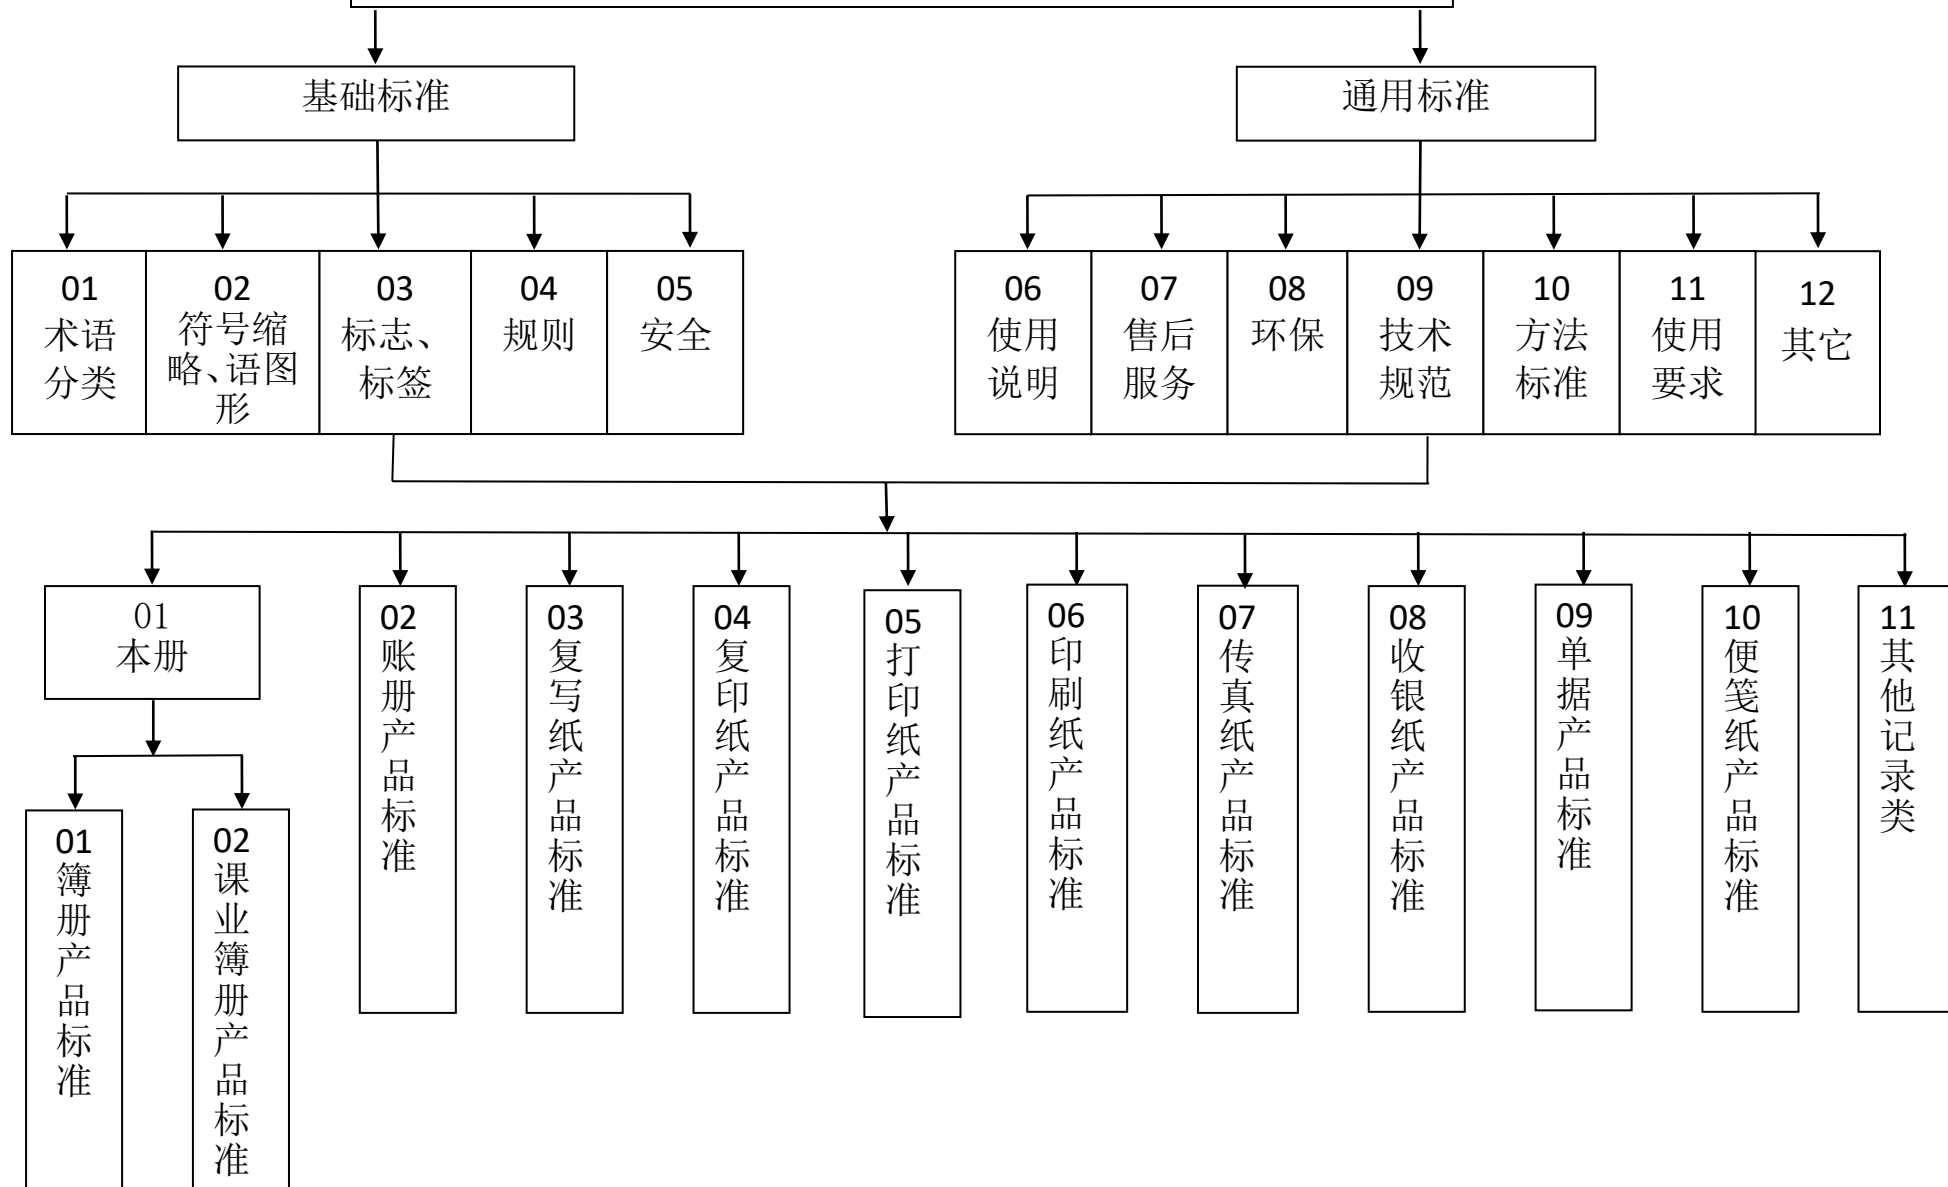 基础标准
通用标准
01
术语
分类
02
符号缩
略、语图
形
03
标志、
标签
04
规则
05
安全
06
使用
说明
07
售后
服务
08
环保
09
技术
规范
10
方法
标准
11
使用
要求
12
其它
01
本册
02
账册产品标准
03
复写纸产品标准
04
复印纸产品标准
05
打印纸产品标准
06
印刷纸产品标准
07
传真纸产品标准
08
收银纸产品标准
09
单据产品标准
10
便笺纸产品标准
11
其他记录类
01
簿册产品标准
02
课业簿册产品标准